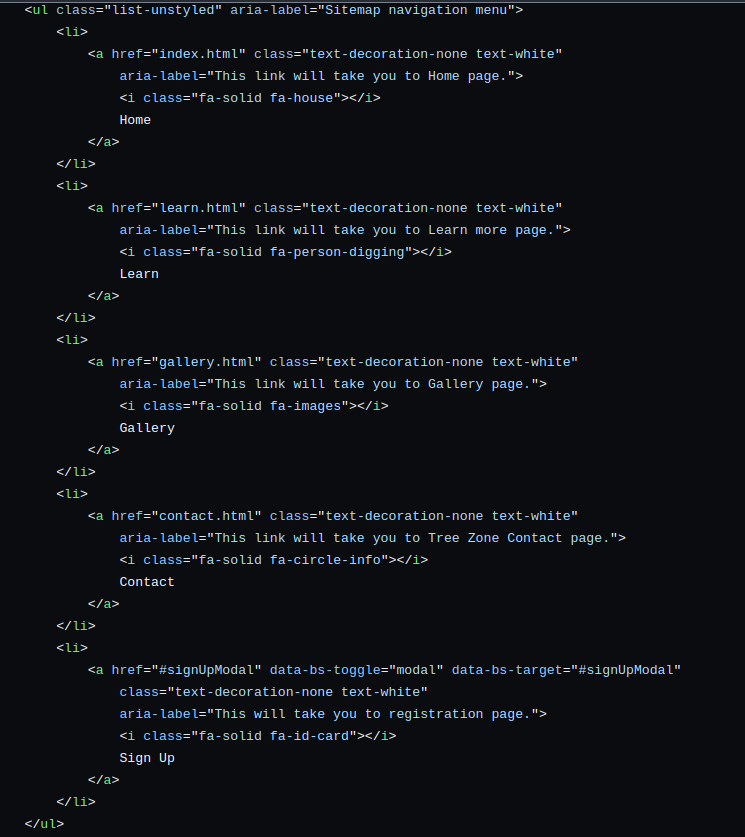 <ul class="list-unstyled" aria-label="Sitemap navigation menu">
    <li>
        <a href="index.html" class="text-decoration-none text-white"
            aria-label="This link will take you to Home page.">
            <i class="fa-solid fa-house"></i>
            Home
        </a>
    </li>
    <li>
        <a href="learn.html" class="text-decoration-none text-white"
            aria-label="This link will take you to Learn more page.">
            <i class="fa-solid fa-person-digging"></i>
            Learn
        </a>
    </li>
    <li>
        <a href="gallery.html" class="text-decoration-none text-white"
            aria-label="This link will take you to Gallery page.">
            <i class="fa-solid fa-images"></i>
            Gallery
        </a>
    </li>
    <li>
        <a href="contact.html" class="text-decoration-none text-white"
            aria-label="This link will take you to Tree Zone Contact page.">
            <i class="fa-solid fa-circle-info"></i>
            Contact
        </a>
    </li>
    <li>
        <a href="#signUpModal" data-bs-toggle="modal" data-bs-target="#signUpModal"
            class="text-decoration-none text-white"
            aria-label="This will take you to registration page.">
            <i class="fa-solid fa-id-card"></i>
            Sign Up
        </a>
    </li>
</ul>